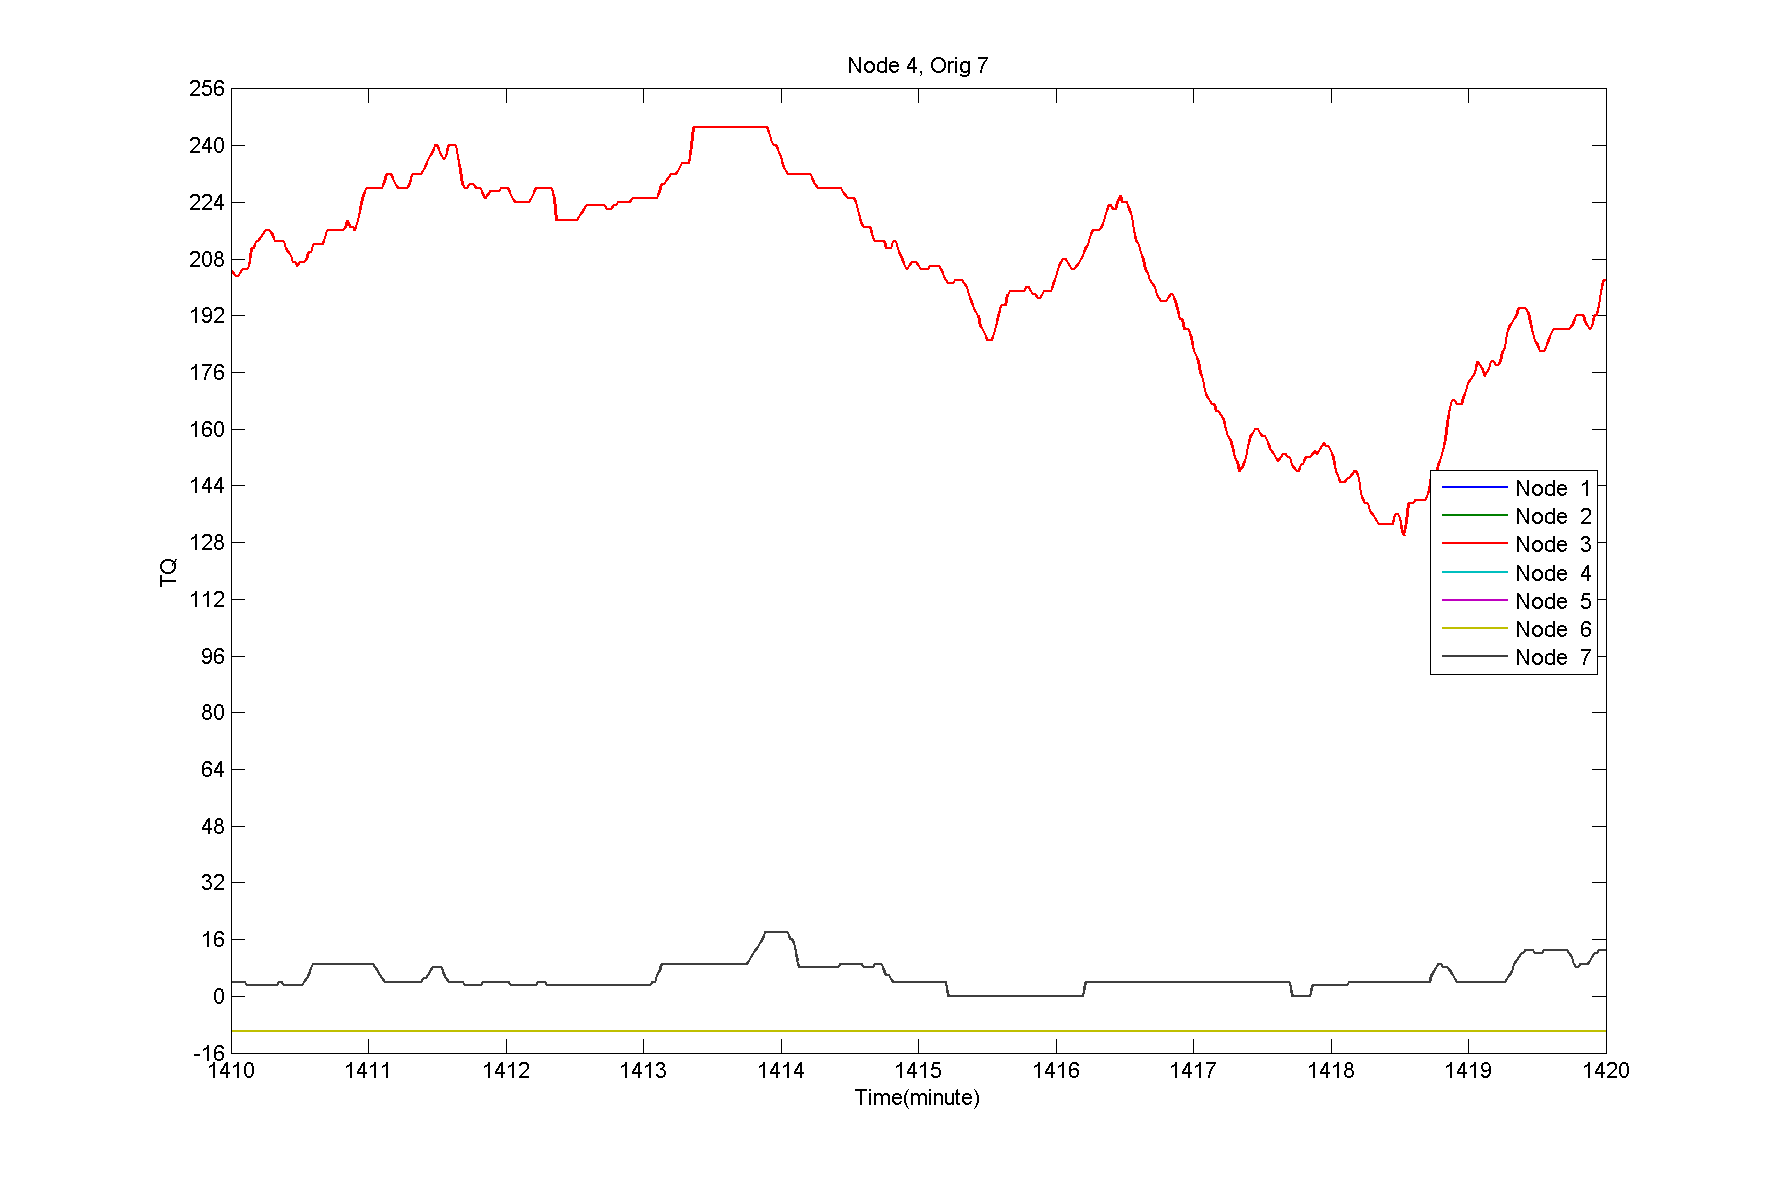 Node 4, Orig 7
256
240
224
208
192
176
160
144
128
112
96
80
64
48
32
16
0
-16
TQ
Node 1
Node 2
Node 3
Node 4
Node 5
Node 6
Node 7
1410 1411 1412 1413 1414 1415 1416 1417 1418 1419 1420
Time(minute)